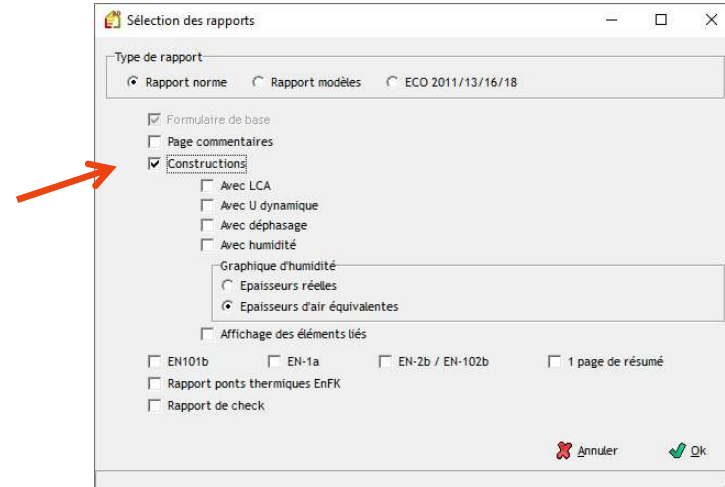 Sélection des rapports
Type de rapport
Rapport norme Rapport modèles ECO 2011/13/16/18
Formulaire de base
Page commentaires
Constructions
Avec LCA
Avec U dynamique
Avec déphasage
Avec humidité
Graphique d'humidité
Epaisseurs réelles
Epaisseurs d'air équivalentes
Affichage des éléments liés
EN101b EN-1a EN-2b / EN-102b 1 page de résumé
Rapport ponts thermiques EnFK
Rapport de check
Annuler Ok